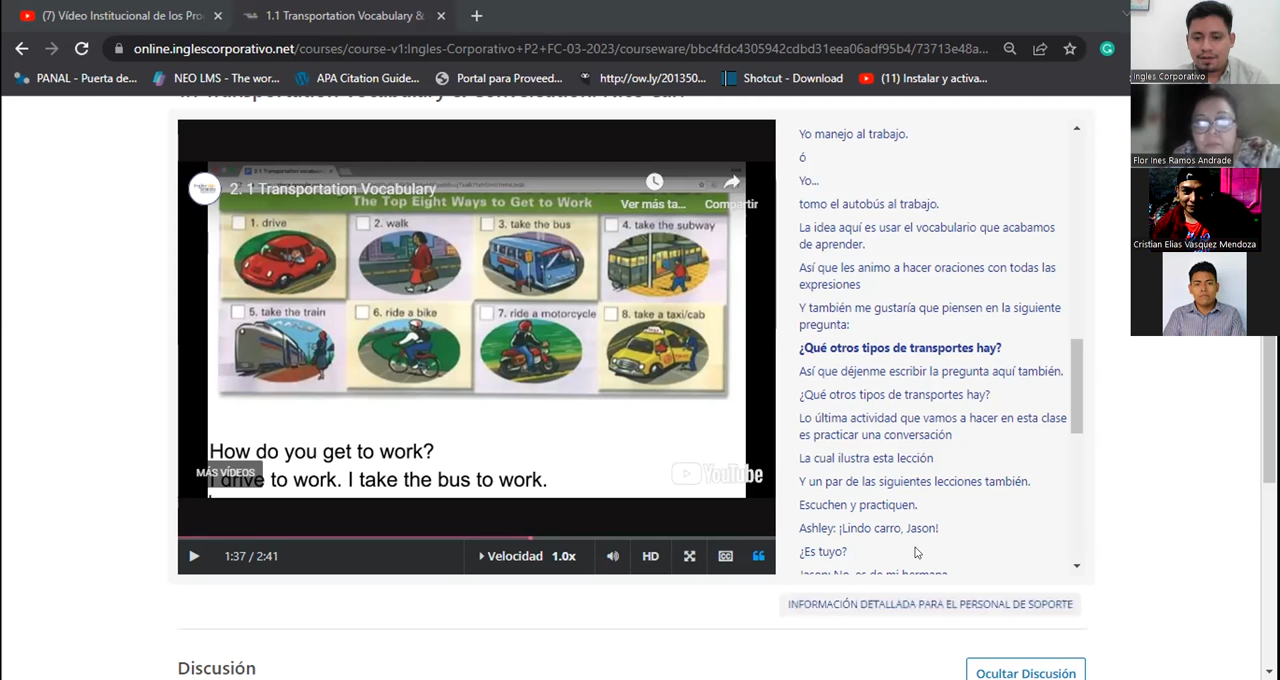 (7) Vídeo Institucional de los Pro
1.1 Transportation Vocabulary &
online.inglescorporativo.net/courses/course-v1:Ingles-Corporativo+P2+FC-03-2023/courseware/bbc4fdc4305942cdbd31eea06adf95b4/73713e48a...
PANAL - Puerta de...
NEO LMS - The wor...
APA Citation Guide...
Portal para Proveed...
http://ow.ly/201350...
Shotcut - Download
(11) Instalar y activa...
Ingles Corporativo
Flor Ines Ramos Andrade
Cristian Elias Vásquez Mendoza
2. 1 Transportation Vocabulary
Ver más ta...
Compartir
The Top Eight Ways to Get to Work
1. drive
2. walk
3. take the bus
4. take the subway
5. take the train
6. ride a bike
7. ride a motorcycle
8. take a taxi/cab
How do you get to work?
I drive to work. I take the bus to work.
MÁS VÍDEOS
YouTube
1:37 / 2:41
Velocidad 1.0x
HD
Yo manejo al trabajo.
ó
Yo...
tomo el autobús al trabajo.
La idea aquí es usar el vocabulario que acabamos
de aprender.
Así que les animo a hacer oraciones con todas las
expresiones
Y también me gustaría que piensen en la siguiente
pregunta:
¿Qué otros tipos de transportes hay?
Así que déjenme escribir la pregunta aquí también.
¿Qué otros tipos de transportes hay?
Lo última actividad que vamos a hacer en esta clase
es practicar una conversación
La cual ilustra esta lección
Y un par de las siguientes lecciones también.
Escuchen y practiquen.
Ashley: ¡Lindo carro, Jason!
¿Es tuyo?
Jason: No, es de mi hermana
INFORMACIÓN DETALLADA PARA EL PERSONAL DE SOPORTE
Discusión
Ocultar Discusión